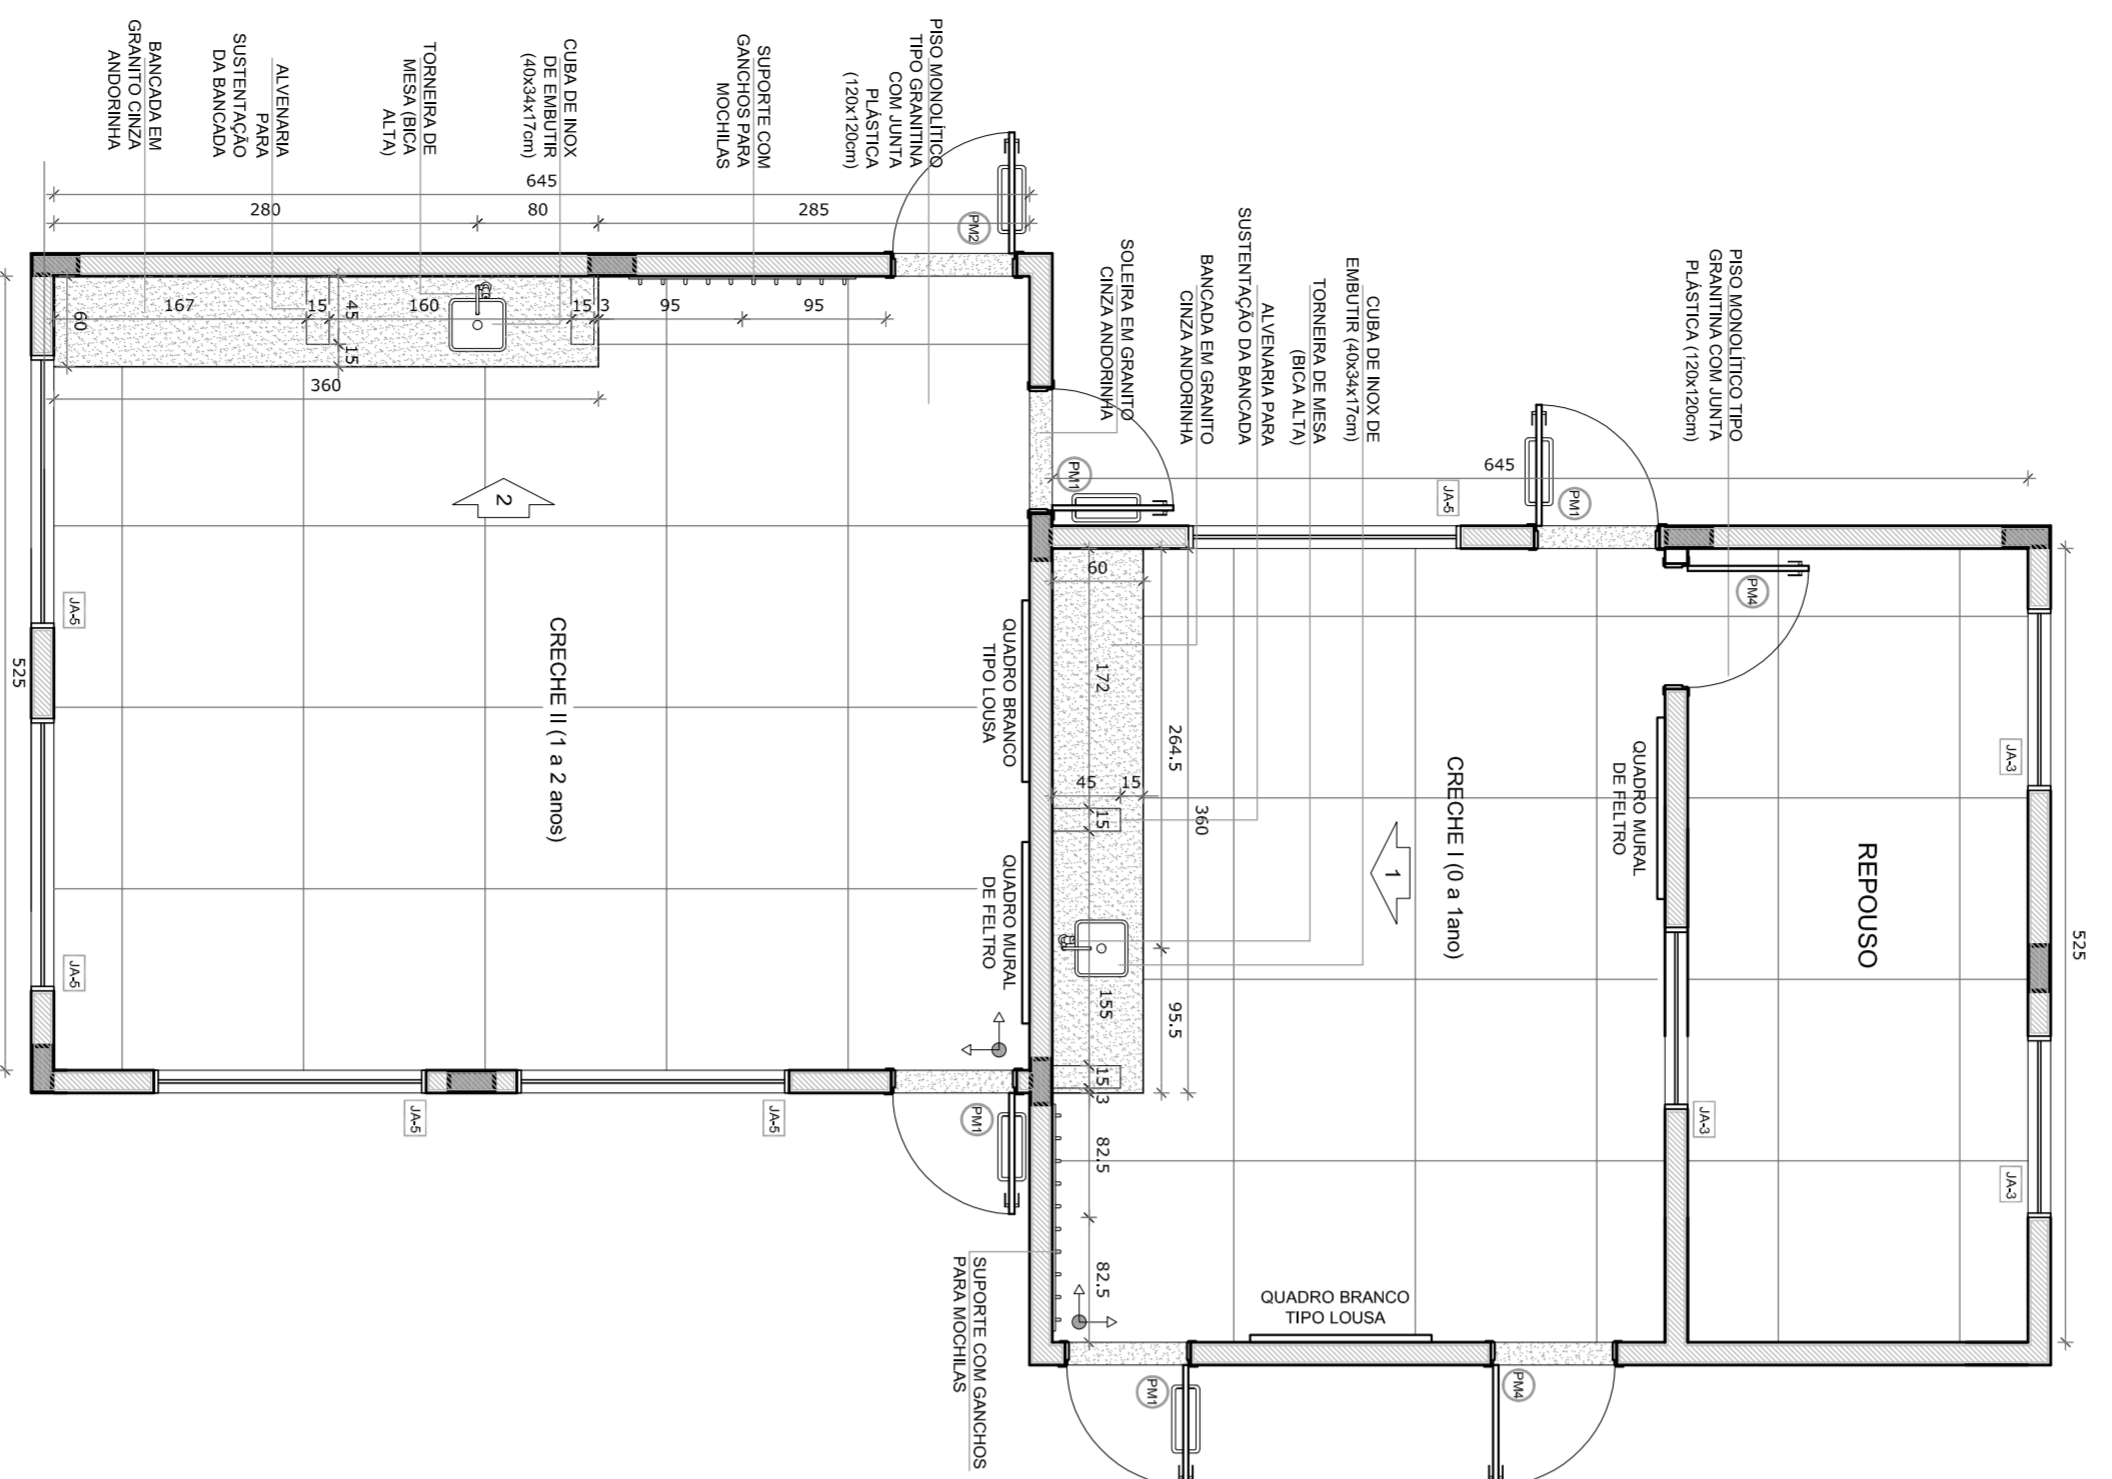 BANCADA EM
GRANITO CINZA
ANDORINHA
ALVENARIA
PARA
SUSTENTAÇÃO
DA BANCADA
TORNEIRA DE
MESA (BICA
ALTA)
CUBA DE INOX
DE EMBUTIR
(40x34x17cm)
SUPORTE COM
GANCHOS PARA
MOCHILAS
PISO MONOLÍTICO
TIPO GRANITINA
COM JUNTA
PLÁSTICA
(120x120cm)
645
280
80
285
PM2
167
15
45
160
15
3
95
95
60
15
360
2
CRECHE II (1 a 2 anos)
QUADRO BRANCO
TIPO LOUSA
QUADRO MURAL
DE FELTRO
JA-5
JA-5
525
JA-5
JA-5
PM1
SOLEIRA EM GRANITO
CINZA ANDORINHA
BANCADA EM GRANITO
CINZA ANDORINHA
ALVENARIA PARA
SUSTENTAÇÃO DA BANCADA
TORNEIRA DE MESA
(BICA ALTA)
CUBA DE INOX DE
EMBUTIR (40x34x17cm)
PISO MONOLÍTICO TIPO
GRANITINA COM JUNTA
PLÁSTICA (120x120cm)
PM1
645
JA-5
PM1
PM4
60
172
264.5
45
15
15
360
155
95.5
15
3
82.5
82.5
1
CRECHE I (0 a 1ano)
QUADRO MURAL
DE FELTRO
REPOUSO
JA-3
JA-3
JA-3
525
QUADRO BRANCO
TIPO LOUSA
SUPORTE COM GANCHOS
PARA MOCHILAS
PM1
PM4